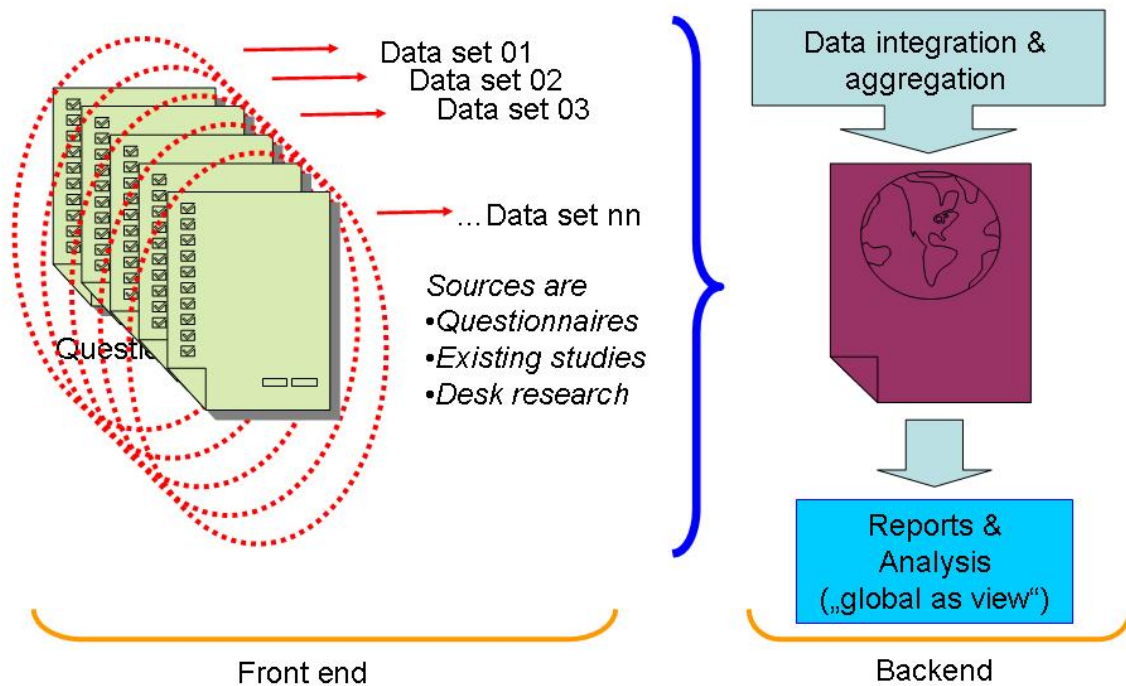 Data set 01
Data set 02
Data set 03
...Data set nn
Sources are
•Questionnaires
•Existing studies
•Desk research
Front end
Data integration &
aggregation
Reports &
Analysis
(„global as view“)
Backend